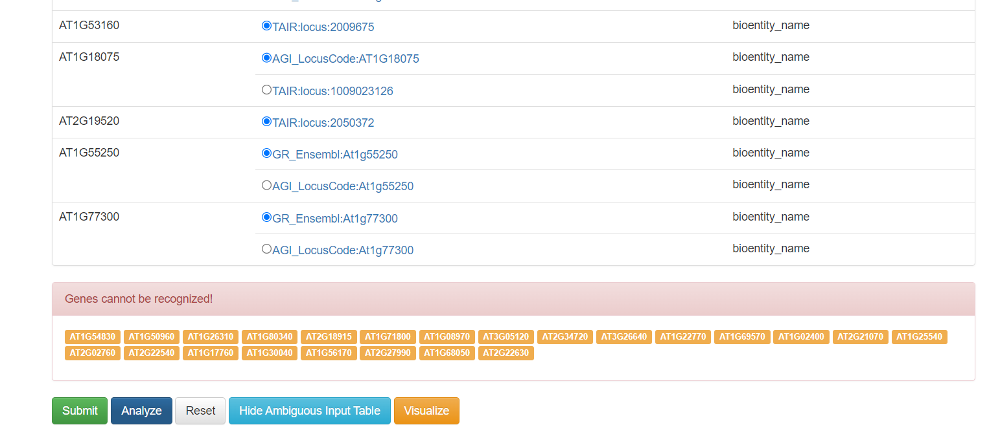 AT1G53160 TAIR:locus:2009675 bioentity_name
AT1G18075 AGI_LocusCode:AT1G18075 bioentity_name
TAIR:locus:1009023126 bioentity_name
AT2G19520 TAIR:locus:2050372 bioentity_name
AT1G55250 GR_Ensembl:At1g55250 bioentity_name
AGI_LocusCode:At1g55250 bioentity_name
AT1G77300 GR_Ensembl:At1g77300 bioentity_name
AGI_LocusCode:At1g77300 bioentity_name
Genes cannot be recognized!
AT1G54830 AT1G50960 AT1G26310 AT1G80340 AT2G18915 AT1G71800 AT1G08970 AT3G05120 AT2G34720 AT3G26640 AT1G22770 AT1G69570 AT1G02400 AT2G21070 AT1G25540
AT2G02760 AT2G22540 AT1G17760 AT1G30040 AT1G56170 AT2G27990 AT1G68050 AT2G22630
Submit Analyze Reset Hide Ambiguous Input Table Visualize